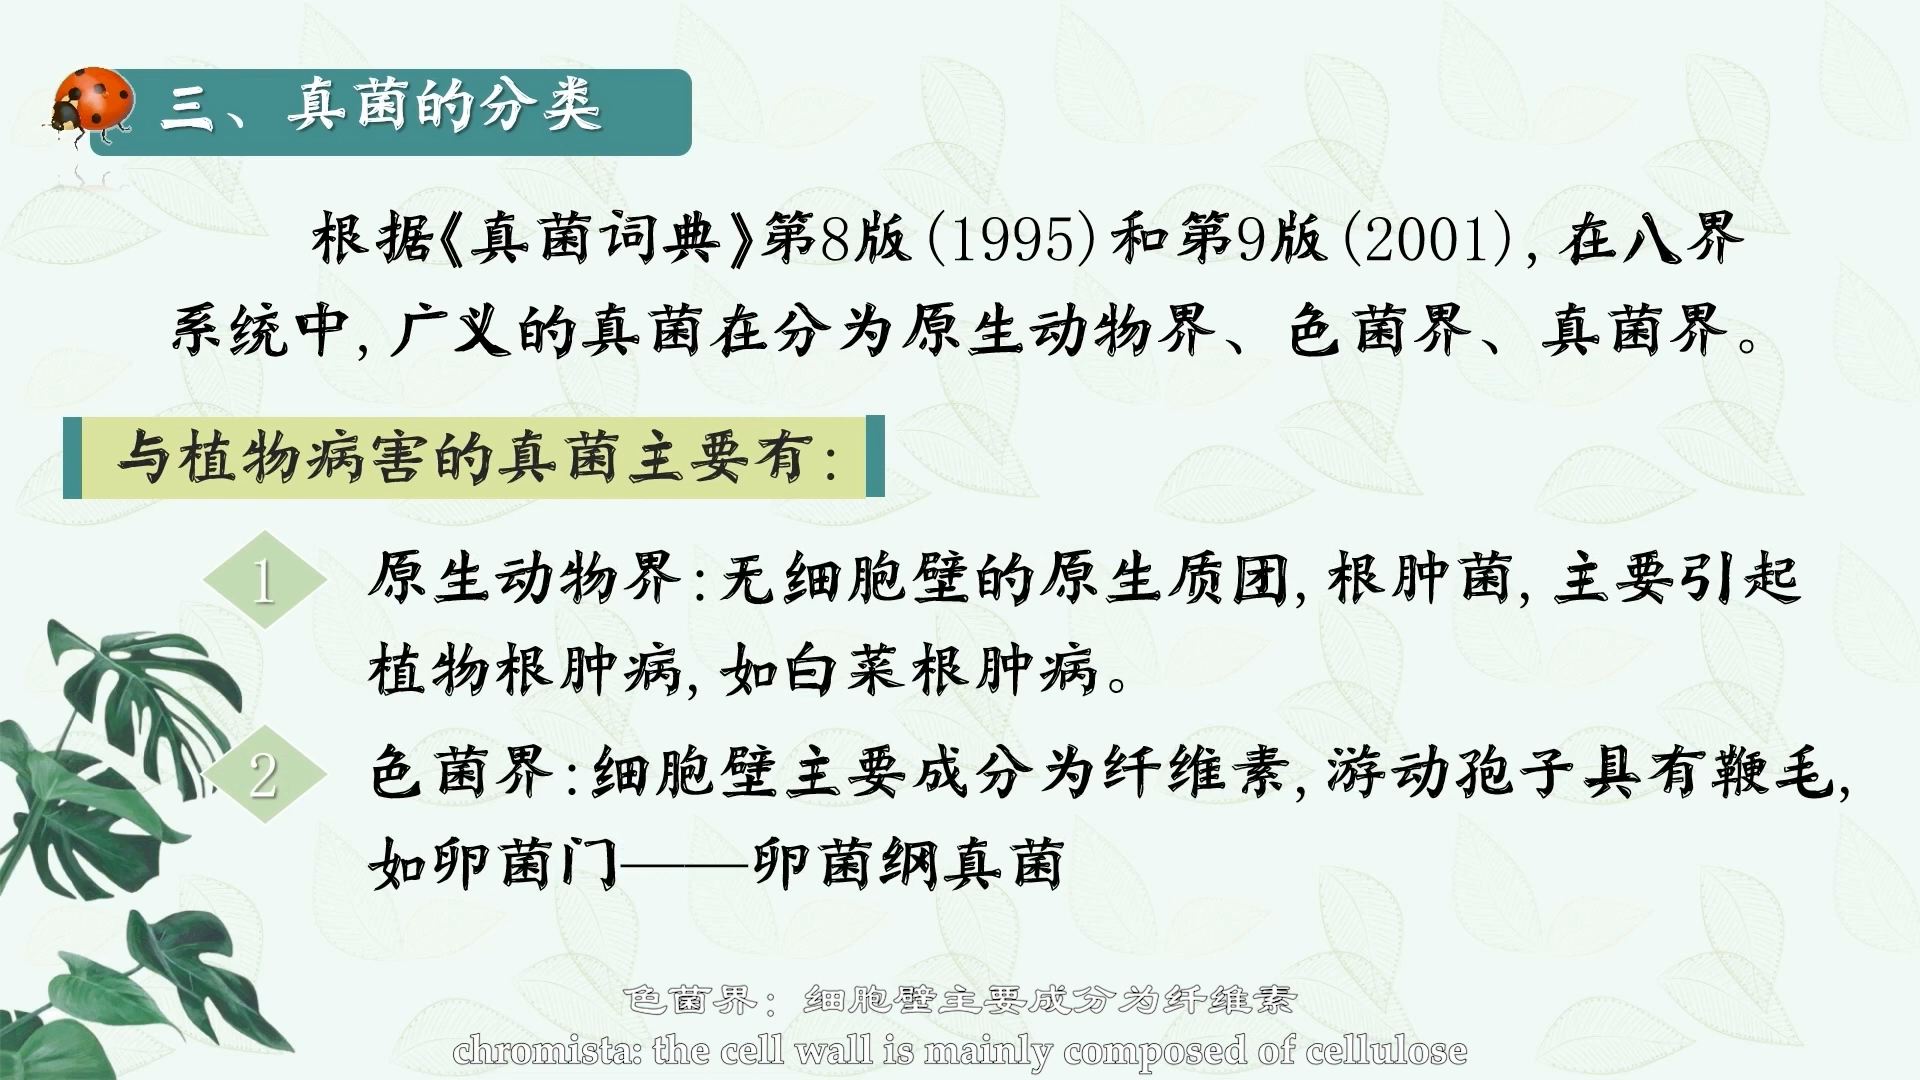 三、真菌的分类
根据《真菌词典》第8版(1995)和第9版(2001),在八界
系统中,广义的真菌在分为原生动物界、色菌界、真菌界。
与植物病害的真菌主要有:
1
原生动物界:无细胞壁的原生质团,根肿菌,主要引起
植物根肿病,如白菜根肿病。
2
色菌界:细胞壁主要成分为纤维素,游动孢子具有鞭毛,
如卵菌门——卵菌纲真菌
色菌界：细胞壁主要成分为纤维素
chromista: the cell wall is mainly composed of cellulose